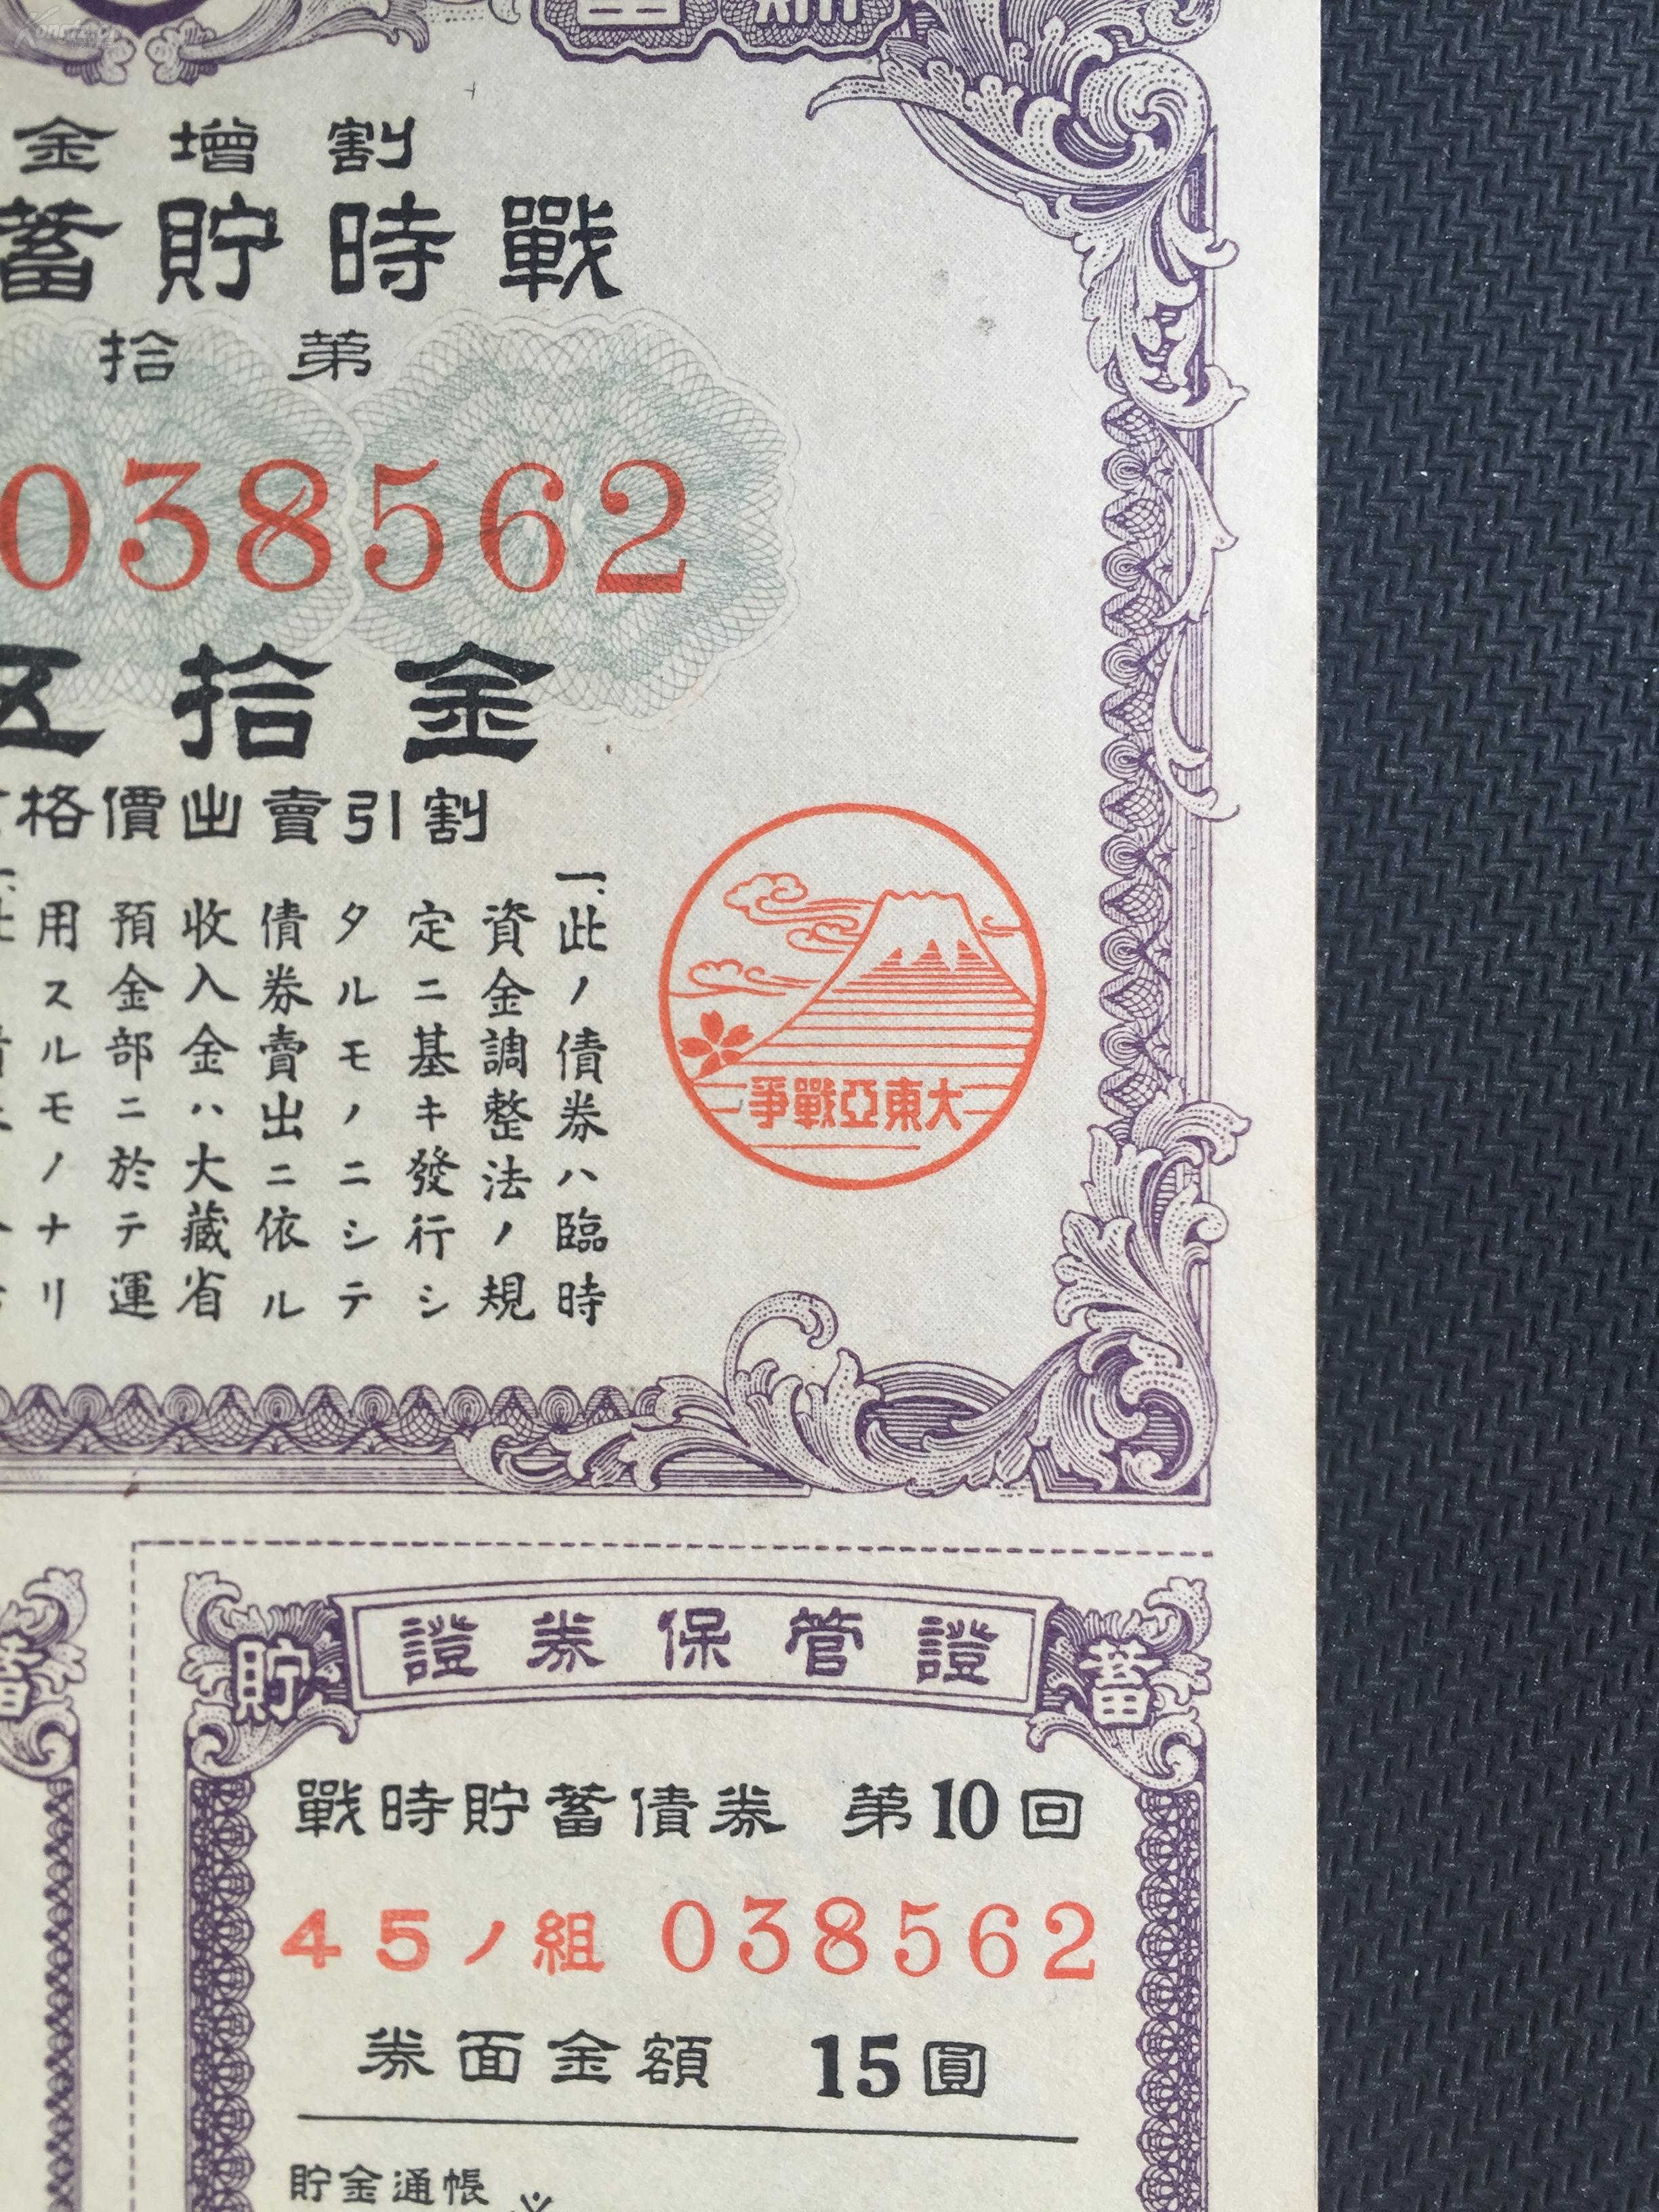 割增金
戰時貯蓄
第拾
038562
金拾五
割引賣出價格
一、此ノ債券ハ臨時
資金調整法ノ規
定ニ基キ發行シ
タルモノニシテ
債券賣出ニ依ル
收入金ハ大藏省
預金部ニ於テ運
用スルモノナリ
大東亞戰爭
證券保管證
貯 蓄
戰時貯蓄債券 第10回
45ノ組 038562
券面金額 15圓
貯金通帳